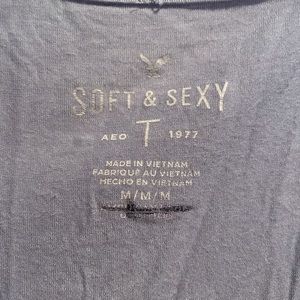 SOFT & SEXY
AEO T 1977
MADE IN VIETNAM
FABRIQUÉ AU VIETNAM
HECHO EN VIETNAM
M/M/M